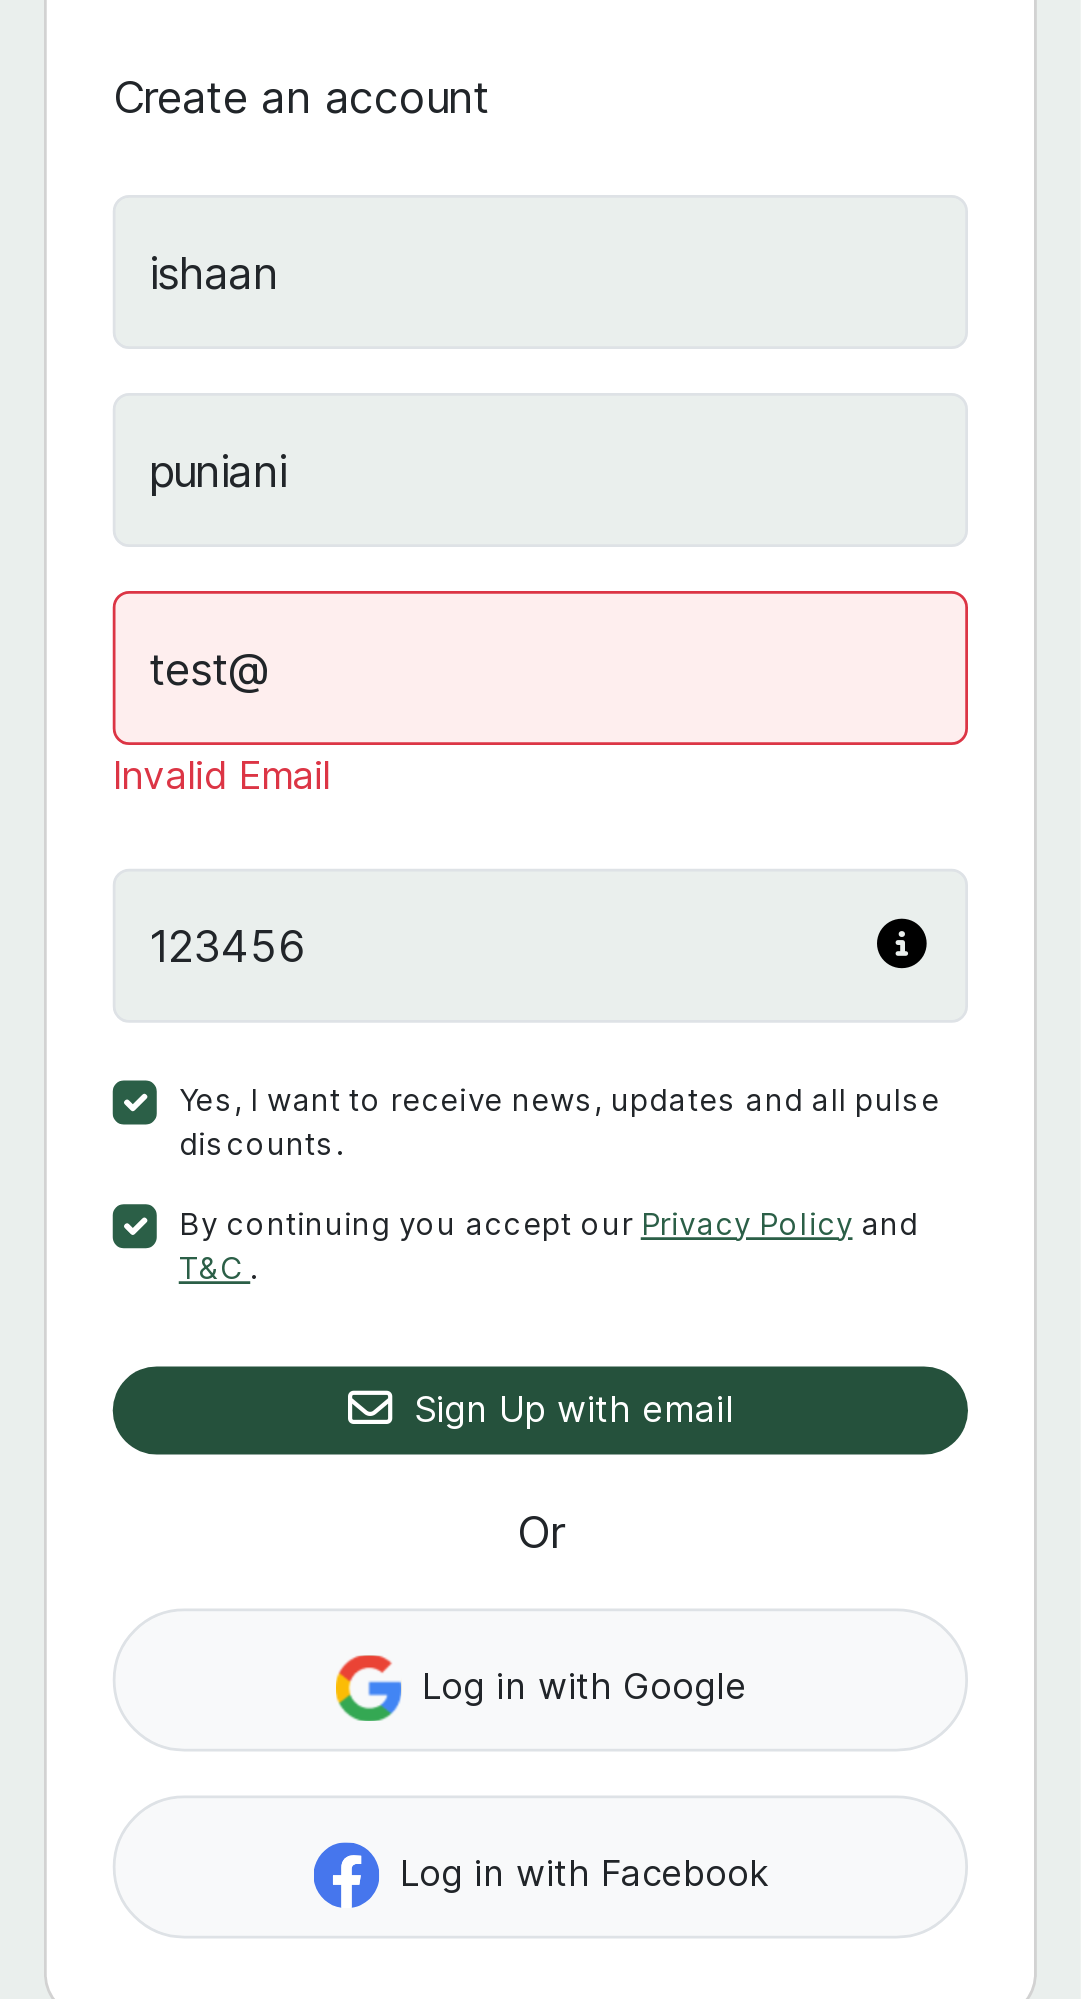 Create an account
ishaan
puniani
test@
Invalid Email
123456
Yes, I want to receive news, updates and all pulse
discounts.
By continuing you accept our Privacy Policy and
T&C .
Sign Up with email
Or
Log in with Google
Log in with Facebook